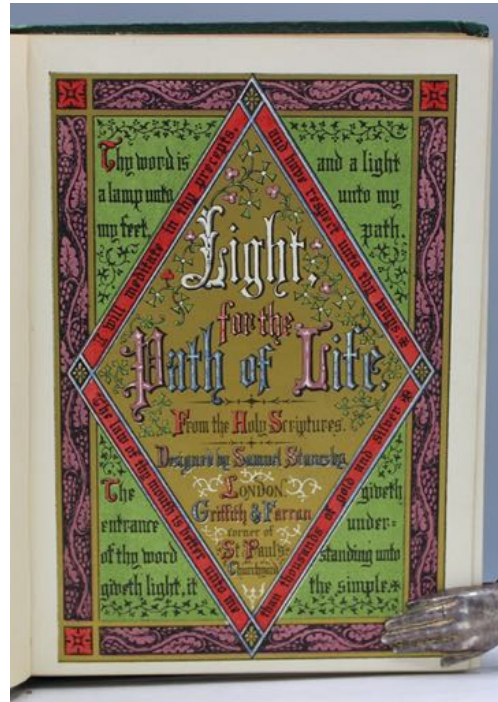 Thy word is
a lamp unto
my feet.
and a light
unto my
path.
I will meditate in thy precepts,
and have respect unto thy ways
Light,
for the
Path of Life.
From the Holy Scriptures.
Designed by Samuel Stanesby.
LONDON
Griffith & Farran
corner of
St Pauls
Churchyard
The law of thy mouth is better unto me
than thousands of gold and silver
The
entrance
of thy word
giveth light, it
giveth
under-
standing unto
the simple.